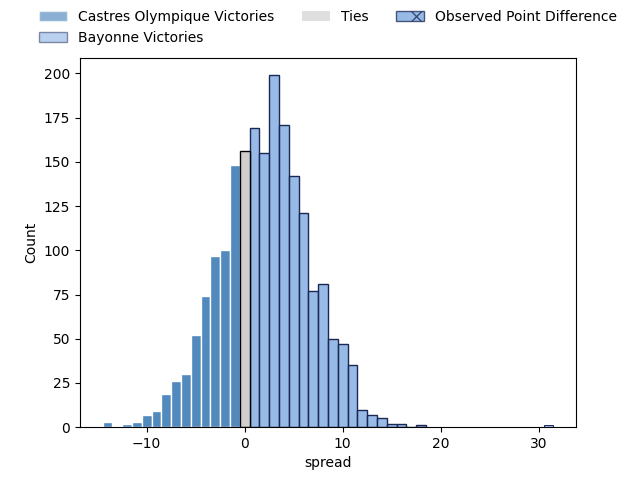 Castres Olympique Victories
Ties
Observed Point Difference
Bayonne Victories
200
175
150
125
100
75
50
25
0
Count
−10
0
10
20
30
spread